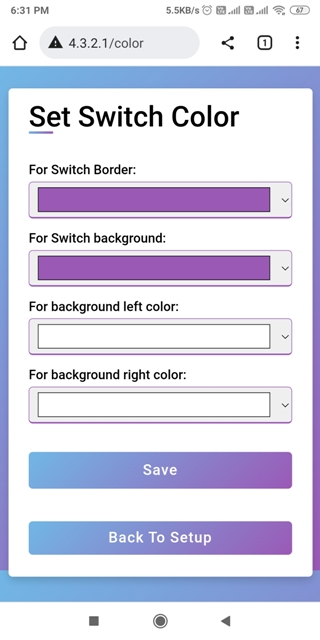 6:31 PM
5.5KB/s
67
4.3.2.1/color
1
Set Switch Color
For Switch Border:
For Switch background:
For background left color:
For background right color:
Save
Back To Setup